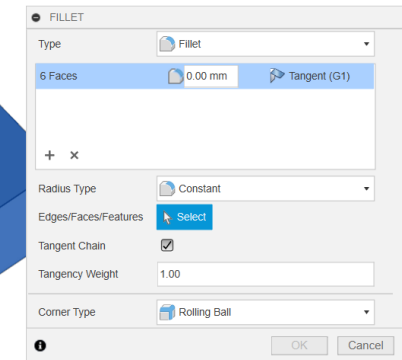 FILLET
Type Fillet
6 Faces 0.00 mm Tangent (G1)
Radius Type Constant
Edges/Faces/Features Select
Tangent Chain
Tangency Weight 1.00
Corner Type Rolling Ball
OK Cancel